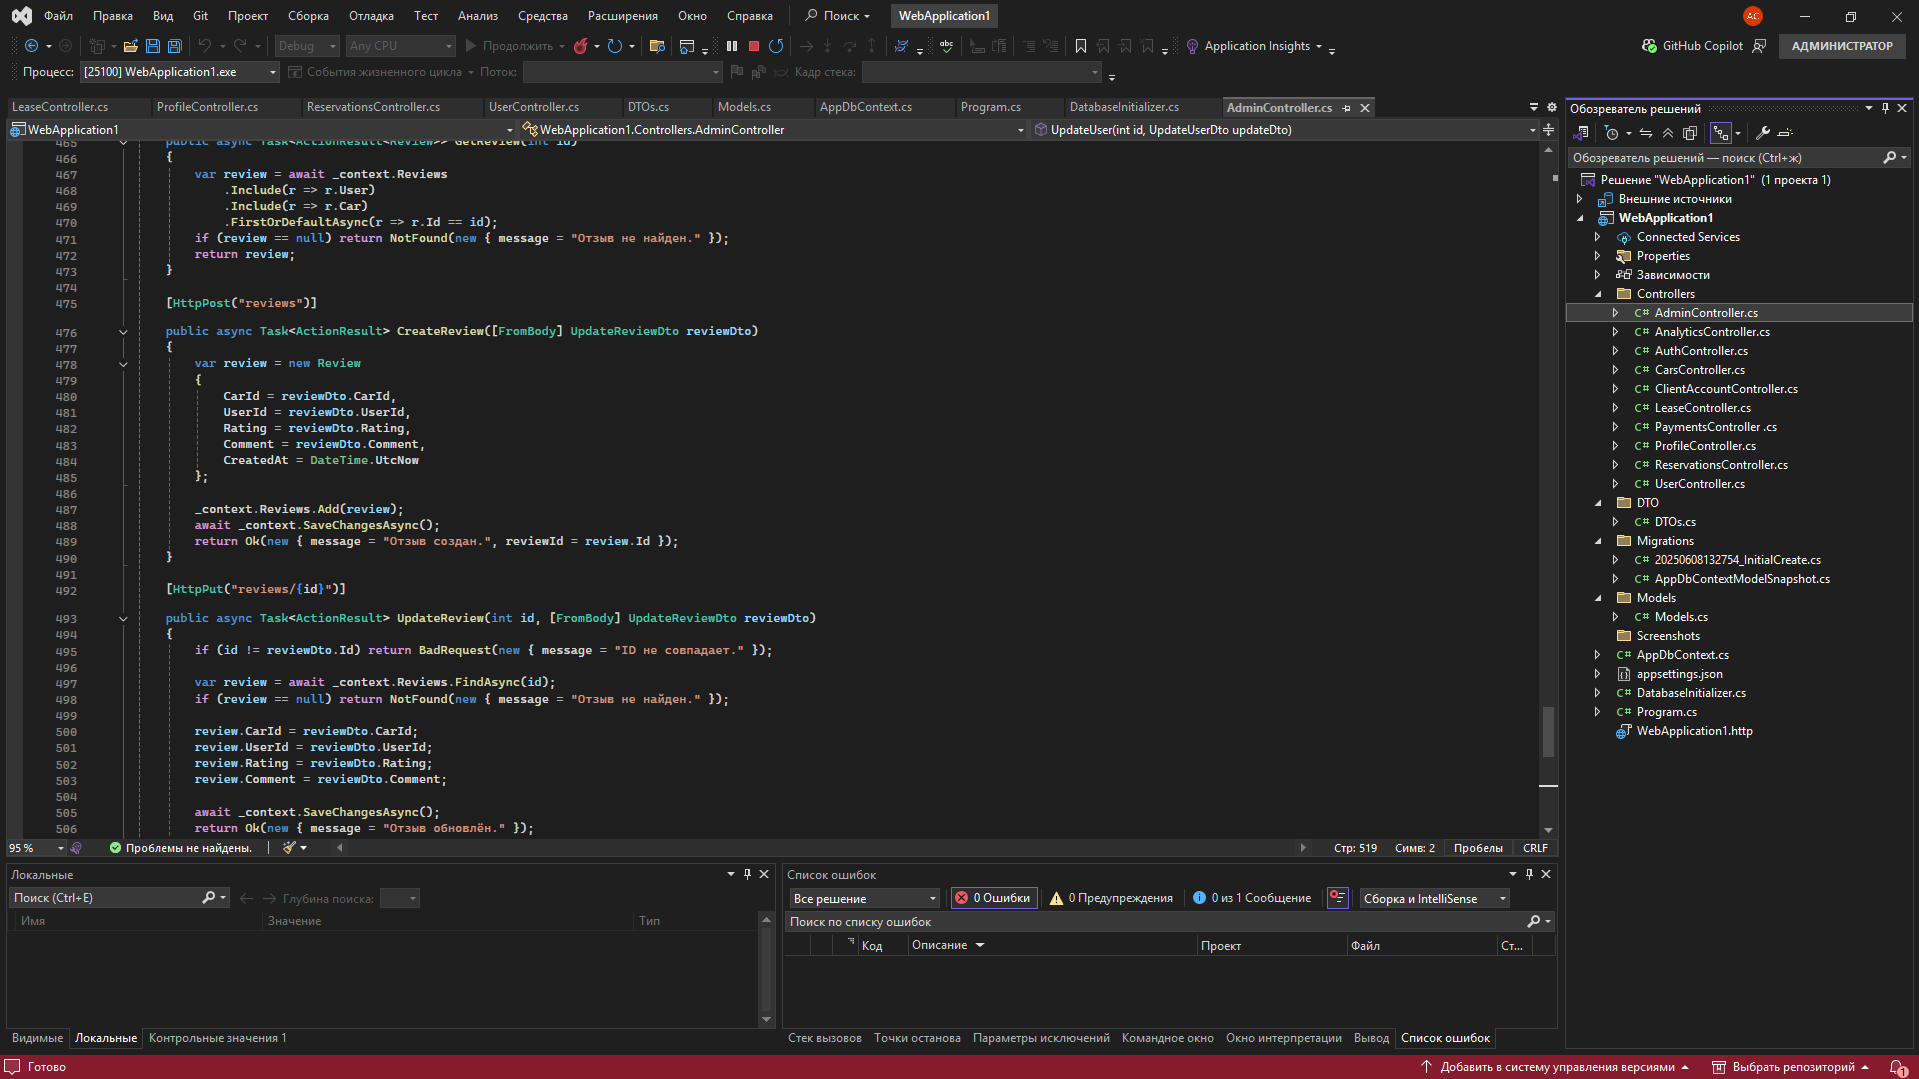 Файл Правка Вид Git Проект Сборка Отладка Тест Анализ Средства Расширения Окно Справка Поиск WebApplication1 АС
Debug Any CPU Продолжить Application Insights GitHub Copilot АДМИНИСТРАТОР
Процесс: [25100] WebApplication1.exe События жизненного цикла Поток: Кадр стека:
LeaseController.cs ProfileController.cs ReservationsController.cs UserController.cs DTOs.cs Models.cs AppDbContext.cs Program.cs DatabaseInitializer.cs AdminController.cs
WebApplication1 WebApplication1.Controllers.AdminController UpdateUser(int id, UpdateUserDto updateDto)
465 public async Task<ActionResult<Review>> GetReview(int id)
466 {
467 var review = await _context.Reviews
468 .Include(r => r.User)
469 .Include(r => r.Car)
470 .FirstOrDefaultAsync(r => r.Id == id);
471 if (review == null) return NotFound(new { message = "Отзыв не найден." });
472 return review;
473 }
474
475 [HttpPost("reviews")]
476 public async Task<ActionResult> CreateReview([FromBody] UpdateReviewDto reviewDto)
477 {
478 var review = new Review
479 {
480 CarId = reviewDto.CarId,
481 UserId = reviewDto.UserId,
482 Rating = reviewDto.Rating,
483 Comment = reviewDto.Comment,
484 CreatedAt = DateTime.UtcNow
485 };
486
487 _context.Reviews.Add(review);
488 await _context.SaveChangesAsync();
489 return Ok(new { message = "Отзыв создан.", reviewId = review.Id });
490 }
491
492 [HttpPut("reviews/{id}")]
493 public async Task<ActionResult> UpdateReview(int id, [FromBody] UpdateReviewDto reviewDto)
494 {
495 if (id != reviewDto.Id) return BadRequest(new { message = "ID не совпадает." });
496
497 var review = await _context.Reviews.FindAsync(id);
498 if (review == null) return NotFound(new { message = "Отзыв не найден." });
499
500 review.CarId = reviewDto.CarId;
501 review.UserId = reviewDto.UserId;
502 review.Rating = reviewDto.Rating;
503 review.Comment = reviewDto.Comment;
504
505 await _context.SaveChangesAsync();
506 return Ok(new { message = "Отзыв обновлён." });
95 % Проблемы не найдены. Стр: 519 Симв: 2 Пробелы CRLF
Локальные
Поиск (Ctrl+E) Глубина поиска:
Имя Значение Тип
Видимые Локальные Контрольные значения 1
Список ошибок
Все решение 0 Ошибки 0 Предупреждения 0 из 1 Сообщение Сборка и IntelliSense
Поиск по списку ошибок
Код Описание Проект Файл Ст...
Стек вызовов Точки останова Параметры исключений Командное окно Окно интерпретации Вывод Список ошибок
Обозреватель решений
Обозреватель решений — поиск (Ctrl+ж)
Решение "WebApplication1" (1 проекта 1)
Внешние источники
WebApplication1
Connected Services
Properties
Зависимости
Controllers
C# AdminController.cs
C# AnalyticsController.cs
C# AuthController.cs
C# CarsController.cs
C# ClientAccountController.cs
C# LeaseController.cs
C# PaymentsController .cs
C# ProfileController.cs
C# ReservationsController.cs
C# UserController.cs
DTO
C# DTOs.cs
Migrations
C# 20250608132754_InitialCreate.cs
C# AppDbContextModelSnapshot.cs
Models
C# Models.cs
Screenshots
C# AppDbContext.cs
appsettings.json
C# DatabaseInitializer.cs
C# Program.cs
WebApplication1.http
Готово Добавить в систему управления версиями Выбрать репозиторий 1